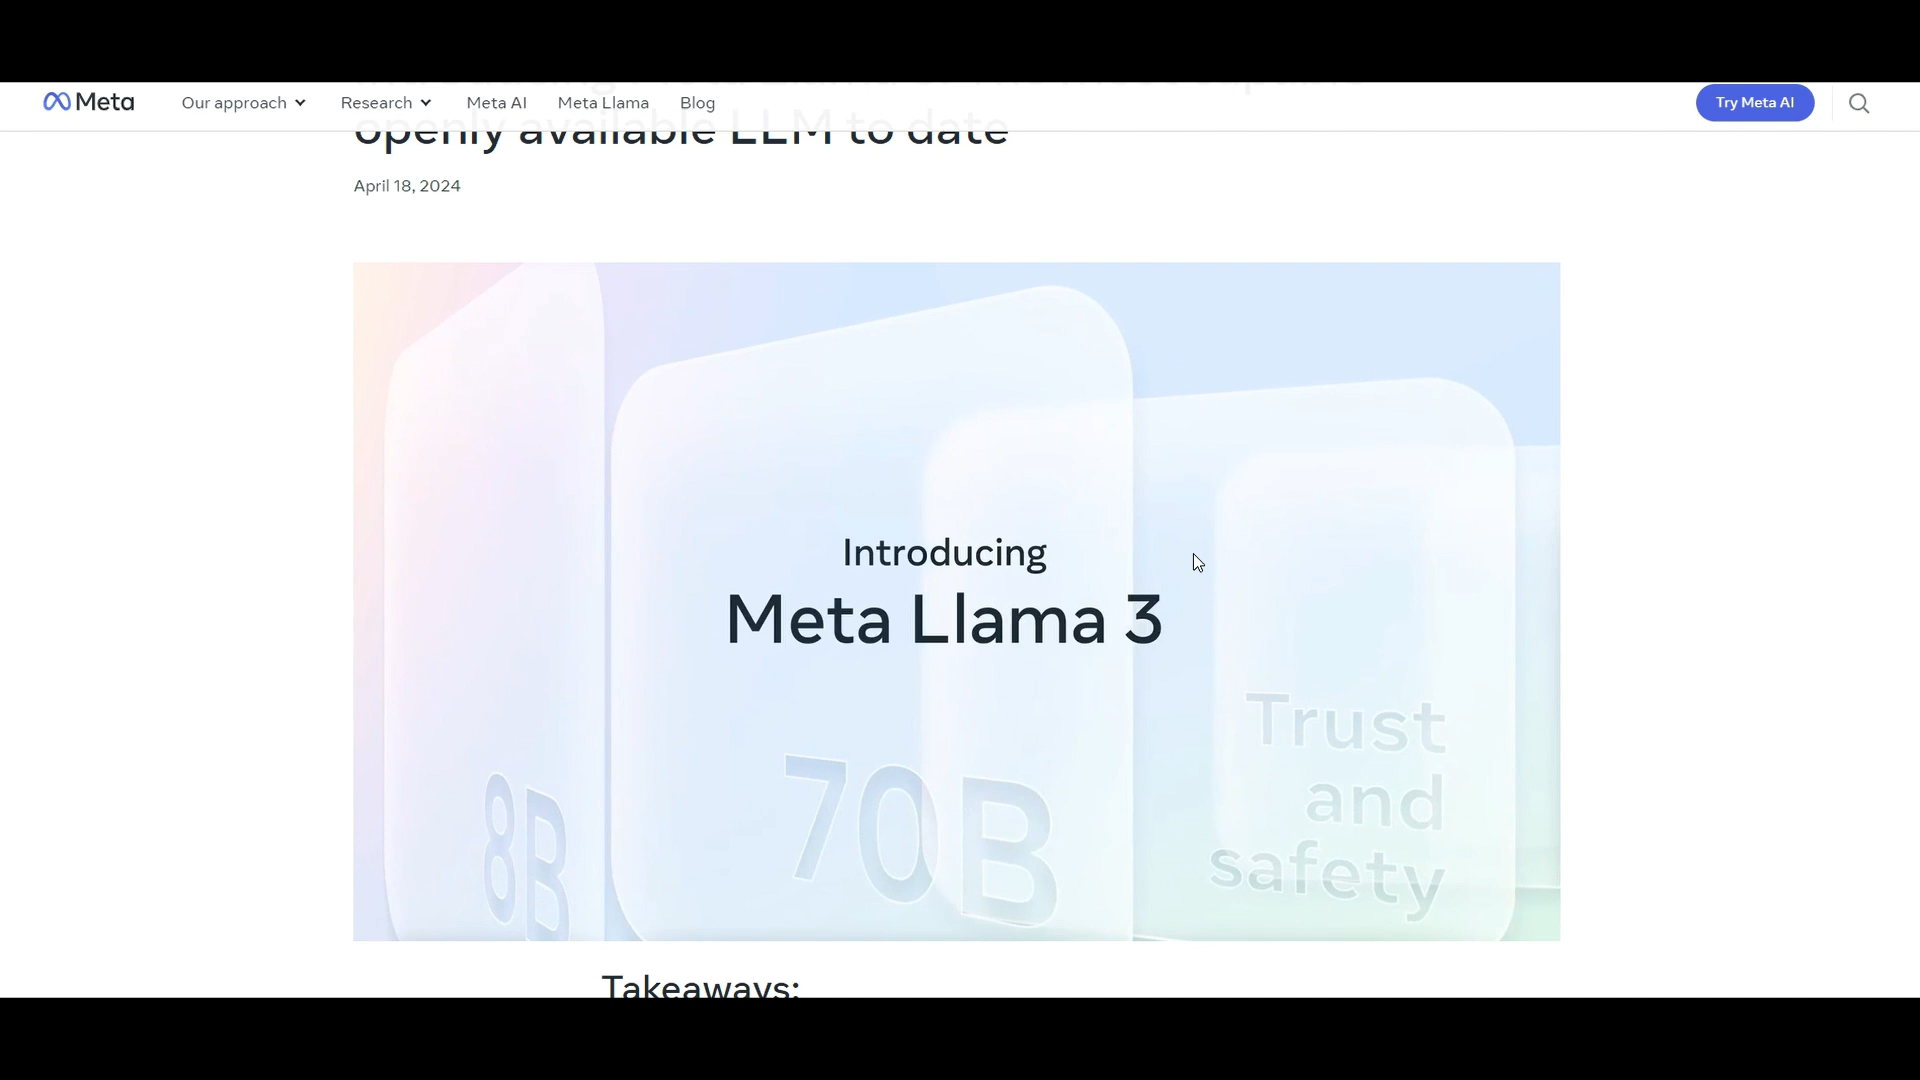 Meta Our approach Research Meta AI Meta Llama Blog Try Meta AI
openly available LLM to date
April 18, 2024
Introducing
Meta Llama 3
8B
70B
Trust
and
safety
Takeaways: